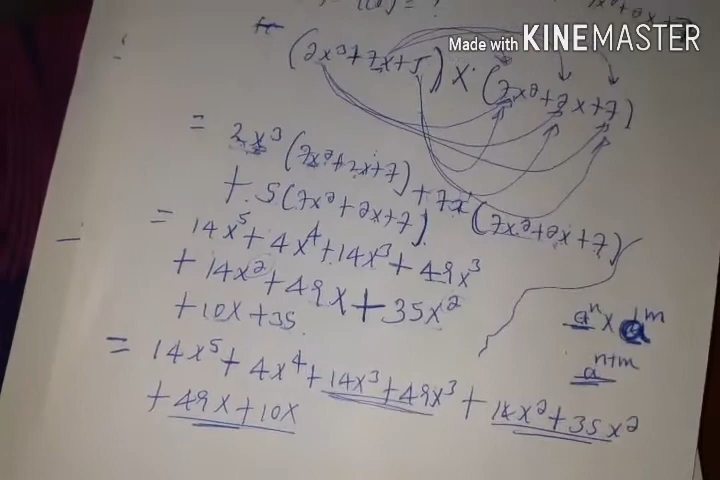 Made with KINEMASTER
(2x³+7x+5) × (7x²+2x+7)
= 2x³(7x²+2x+7) + 7x(7x²+2x+7)
+ 5(7x²+2x+7)
= 14x⁵ + 4x⁴ + 14x³ + 49x³
+ 14x² + 49x + 35x²
+ 10x + 35
aⁿ × aᵐ
aⁿ⁺ᵐ
= 14x⁵ + 4x⁴ + 14x³ + 49x³ + 14x² + 35x²
+ 49x + 10x